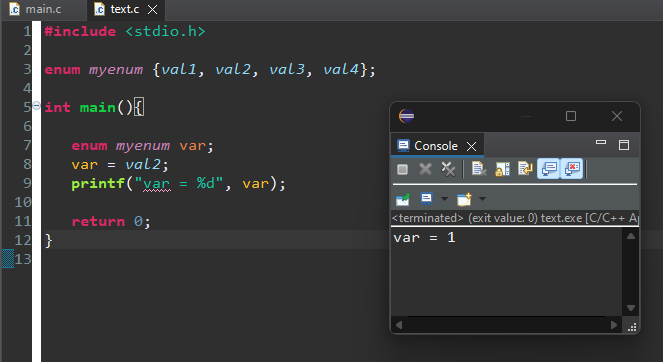 main.c text.c
1 #include <stdio.h>
2
3 enum myenum {val1, val2, val3, val4};
4
5 int main(){
6
7 enum myenum var;
8 var = val2;
9 printf("var = %d", var);
10
11 return 0;
12 }
13
Console
<terminated> (exit value: 0) text.exe [C/C++ Ap
var = 1